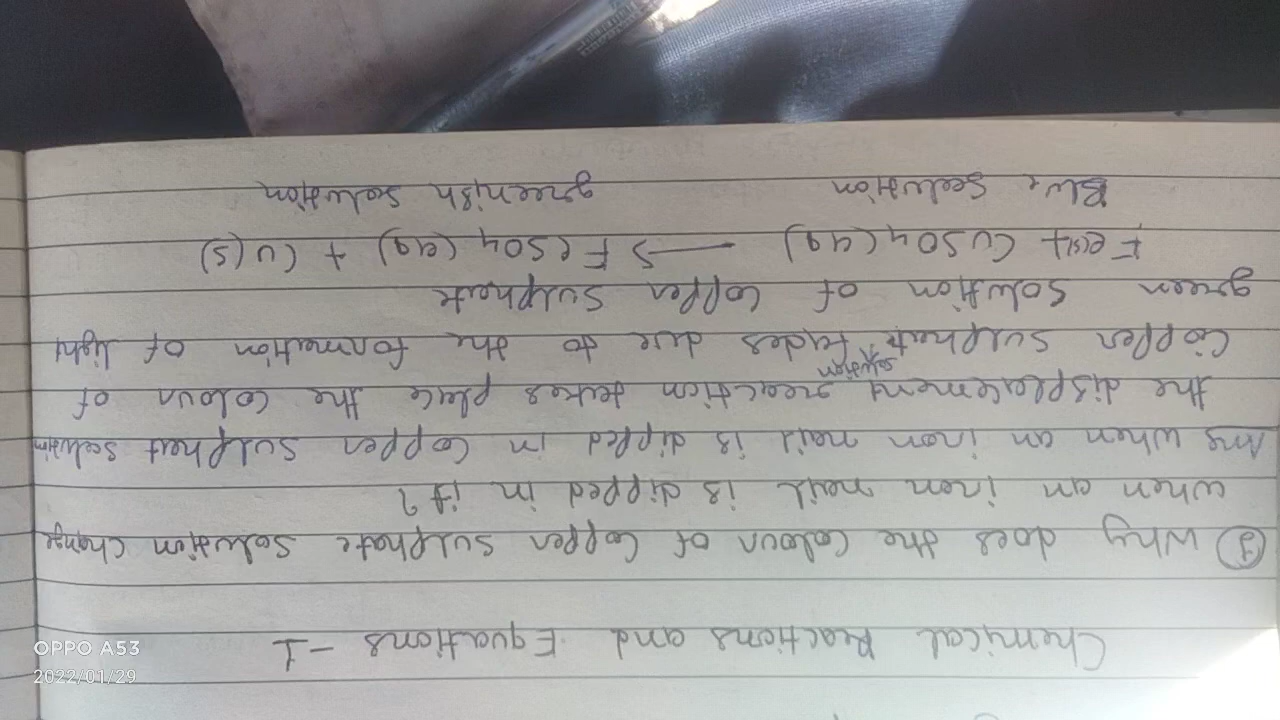 Chemical Reactions and Equations - 1
① Why does the Colour of Copper sulphate solution change
when an iron nail is dipped in it?
Ans When an iron nail is dipped in Copper sulphat solution
the displacement reaction takes place the colour of
solution
Copper sulphate fades due to the formation of light
green solution of Copper Sulphate
Fe(s)+ CuSO4(aq) → FeSO4(aq) + Cu(s)
Blue Solution greenish solution
OPPO A53
2022/01/29